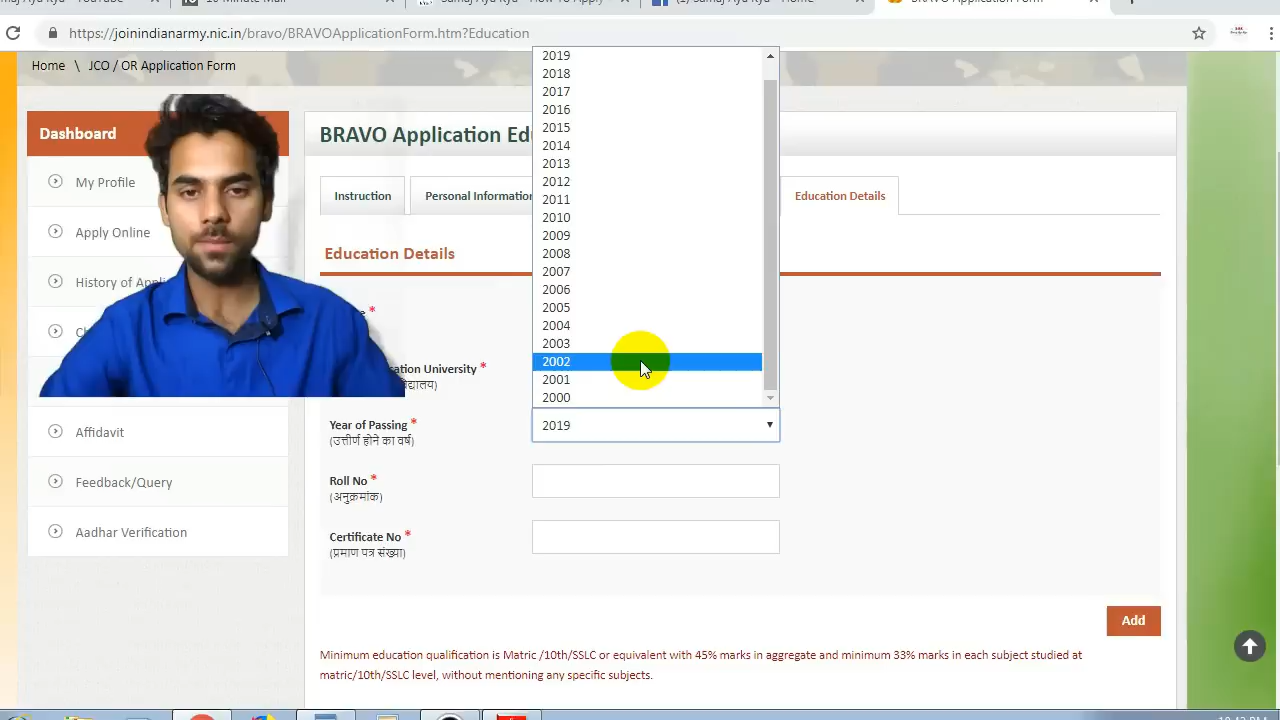 https://joinindianarmy.nic.in/bravo/BRAVOApplicationForm.htm?Education
Home
JCO / OR Application Form
Dashboard
My Profile
Apply Online
History of
Affidavit
Feedback/Query
Aadhar Verification
BRAVO Application
Instruction
Personal Information
Education Details
Education Details
2019
2018
2017
2016
2015
2014
2013
2012
2011
2010
2009
2008
2007
2006
2005
2004
2003
2002
2001
2000
University *
Year of Passing *
(उत्तीर्ण होने का वर्ष)
2019
Roll No *
(अनुक्रमांक)
Certificate No *
(प्रमाण पत्र संख्या)
Add
Minimum education qualification is Matric /10th/SSLC or equivalent with 45% marks in aggregate and minimum 33% marks in each subject studied at
matric/10th/SSLC level, without mentioning any specific subjects.